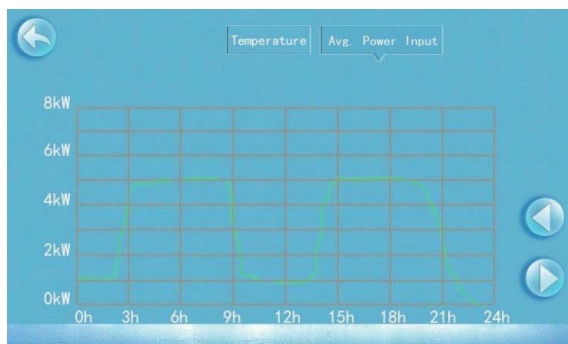 Temperature Avg. Power Input
8kW
6kW
4kW
2kW
0kW
0h 3h 6h 9h 12h 15h 18h 21h 24h